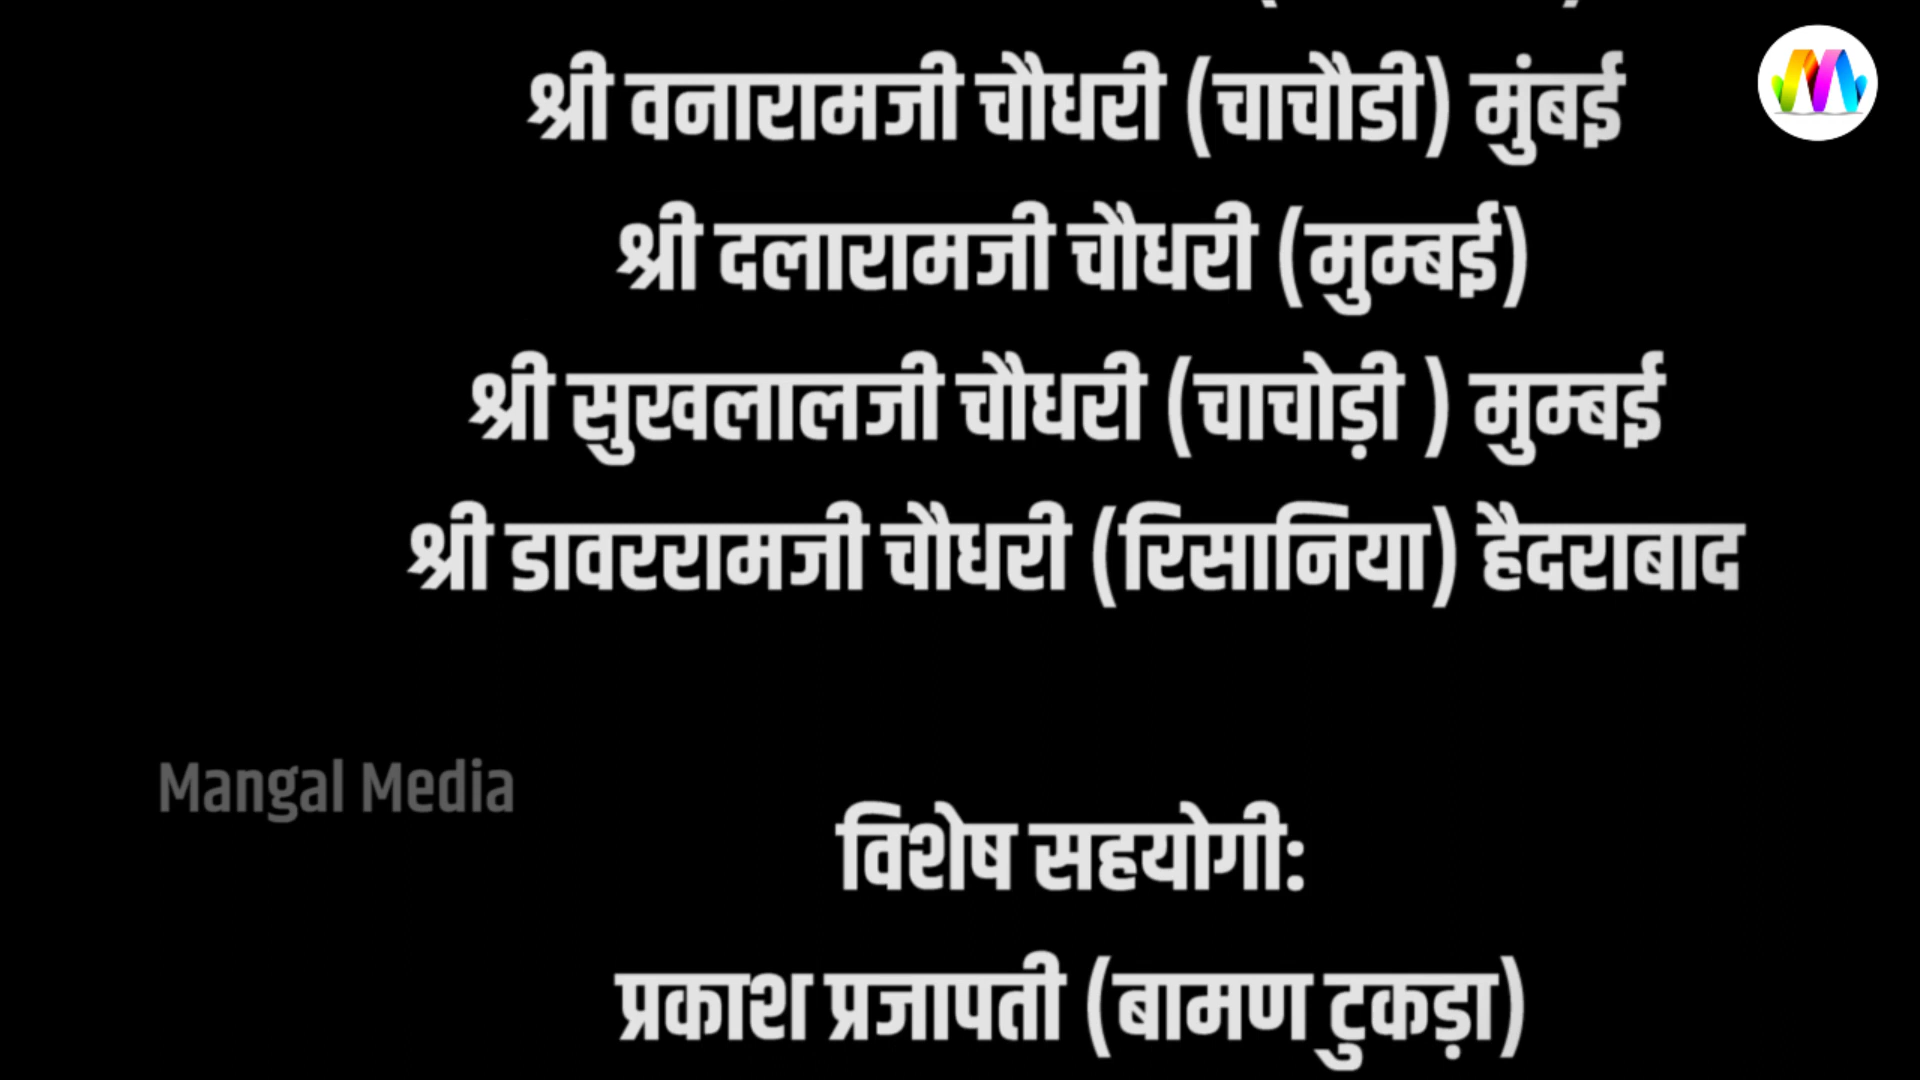 श्री वनारामजी चौधरी (चाचौडी) मुंबई
श्री दलारामजी चौधरी (मुम्बई)
श्री सुखलालजी चौधरी (चाचोड़ी ) मुम्बई
श्री डावररामजी चौधरी (रिसानिया) हैदराबाद
Mangal Media
विशेष सहयोगी:
प्रकाश प्रजापती (बामण टुकड़ा)